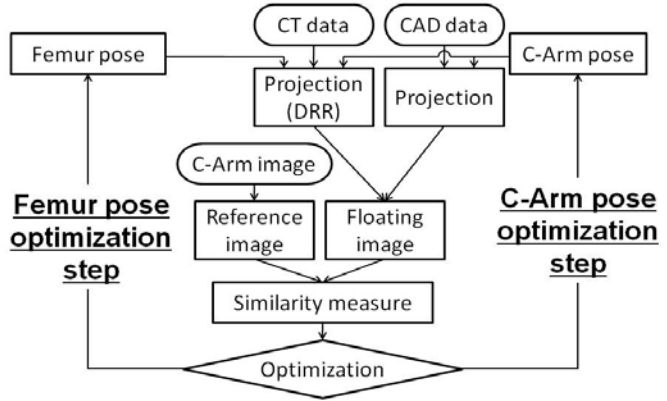 CT data
CAD data
Femur pose
C-Arm pose
Projection
(DRR)
Projection
C-Arm image
Femur pose
optimization
step
C-Arm pose
optimization
step
Reference
image
Floating
image
Similarity measure
Optimization